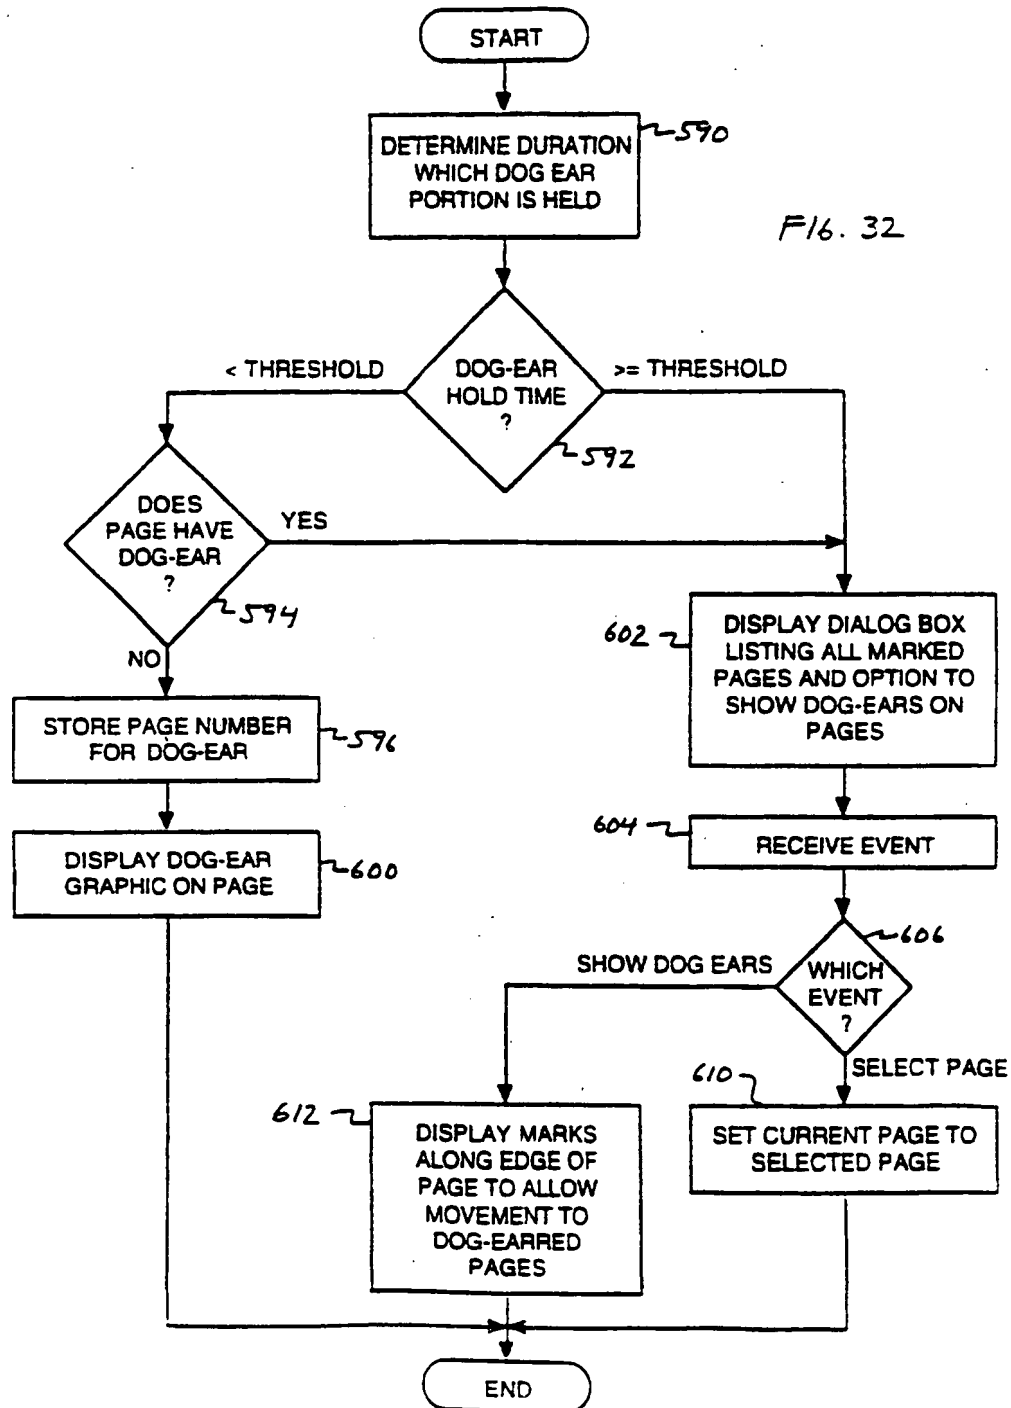 START
DETERMINE DURATION
WHICH DOG EAR
PORTION IS HELD
590
FIG. 32
< THRESHOLD
DOG-EAR
HOLD TIME
?
>= THRESHOLD
592
DOES
PAGE HAVE
DOG-EAR
?
YES
594
NO
STORE PAGE NUMBER
FOR DOG-EAR
596
DISPLAY DOG-EAR
GRAPHIC ON PAGE
600
602
DISPLAY DIALOG BOX
LISTING ALL MARKED
PAGES AND OPTION TO
SHOW DOG-EARS ON
PAGES
604
RECEIVE EVENT
606
SHOW DOG EARS
WHICH
EVENT
?
SELECT PAGE
610
SET CURRENT PAGE TO
SELECTED PAGE
612
DISPLAY MARKS
ALONG EDGE OF
PAGE TO ALLOW
MOVEMENT TO
DOG-EARRED
PAGES
END